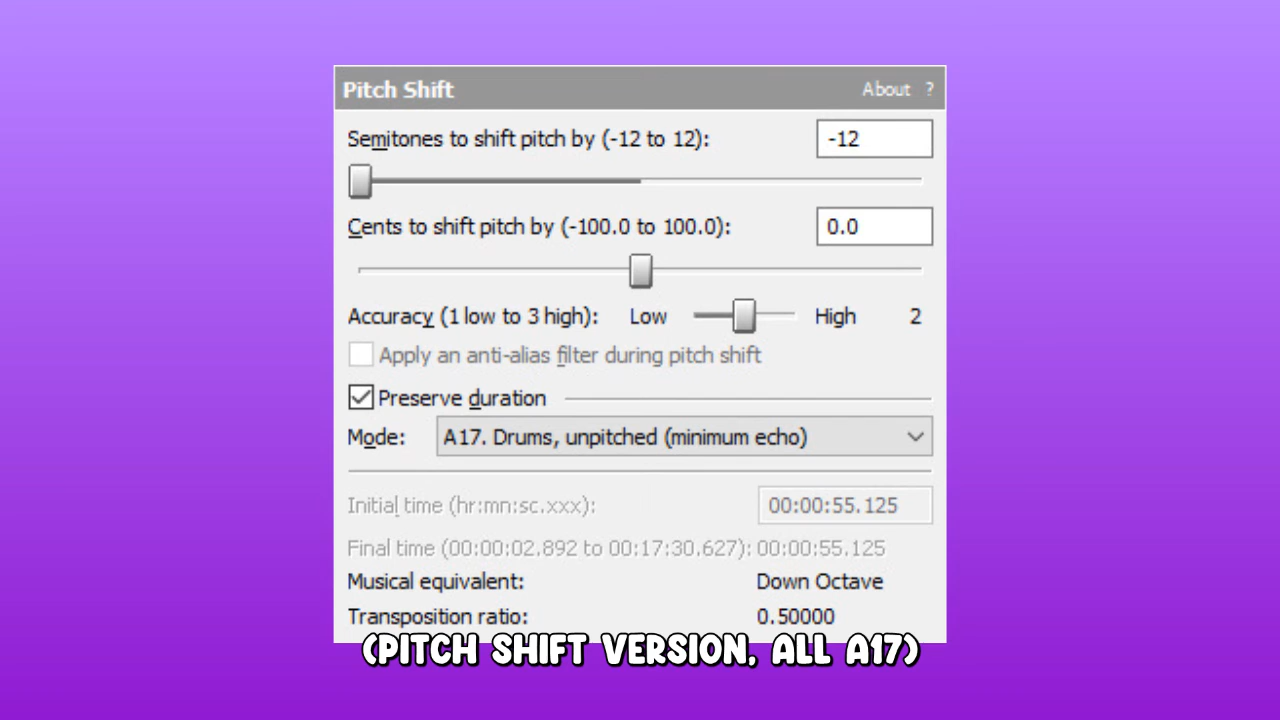 Pitch Shift About ?
Semitones to shift pitch by (-12 to 12): -12
Cents to shift pitch by (-100.0 to 100.0): 0.0
Accuracy (1 low to 3 high): Low High 2
Apply an anti-alias filter during pitch shift
Preserve duration
Mode: A17. Drums, unpitched (minimum echo)
Initial time (hr:mn:sc.xxx): 00:00:55.125
Final time (00:00:02.892 to 00:17:30.627): 00:00:55.125
Musical equivalent: Down Octave
Transposition ratio: 0.50000
(PITCH SHIFT VERSION, ALL A17)